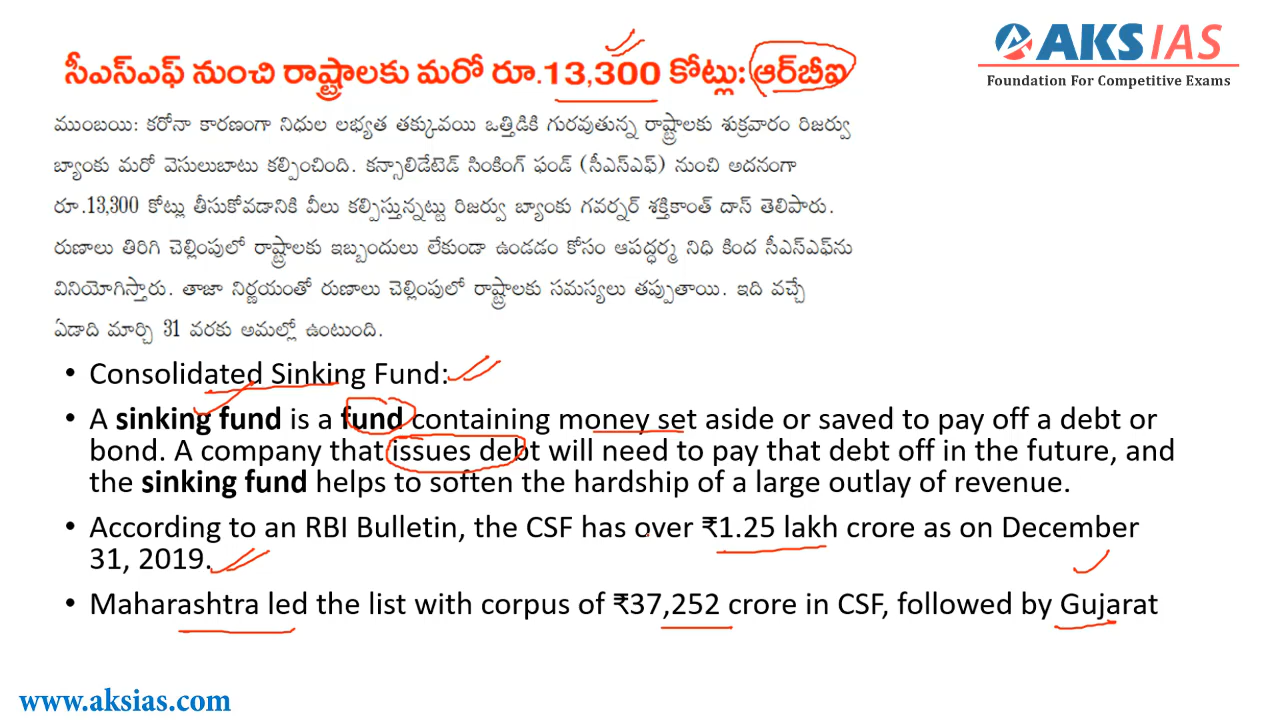 AKS IAS
Foundation For Competitive Exams
సీఎస్ఎఫ్ నుంచి రాష్ట్రాలకు మరో రూ.13,300 కోట్లు: ఆర్‌బీఐ
ముంబయి: కరోనా కారణంగా నిధుల లభ్యత తక్కువయి ఒత్తిడికి గురవుతున్న రాష్ట్రాలకు శుక్రవారం రిజర్వు
బ్యాంకు మరో వెసులుబాటు కల్పించింది. కన్సాలిడేటెడ్ సింకింగ్ ఫండ్ (సీఎస్ఎఫ్) నుంచి అదనంగా
రూ.13,300 కోట్లు తీసుకోవడానికి వీలు కల్పిస్తున్నట్టు రిజర్వు బ్యాంకు గవర్నర్ శక్తికాంత్ దాస్ తెలిపారు.
రుణాలు తిరిగి చెల్లింపులో రాష్ట్రాలకు ఇబ్బందులు లేకుండా ఉండడం కోసం ఆపద్ధర్మ నిధి కింద సీఎస్ఎఫ్‌ను
వినియోగిస్తారు. తాజా నిర్ణయంతో రుణాలు చెల్లింపులో రాష్ట్రాలకు సమస్యలు తప్పుతాయి. ఇది వచ్చే
ఏడాది మార్చి 31 వరకు అమల్లో ఉంటుంది.
• Consolidated Sinking Fund:
• A sinking fund is a fund containing money set aside or saved to pay off a debt or
bond. A company that issues debt will need to pay that debt off in the future, and
the sinking fund helps to soften the hardship of a large outlay of revenue.
• According to an RBI Bulletin, the CSF has over ₹1.25 lakh crore as on December
31, 2019.
• Maharashtra led the list with corpus of ₹37,252 crore in CSF, followed by Gujarat
www.aksias.com